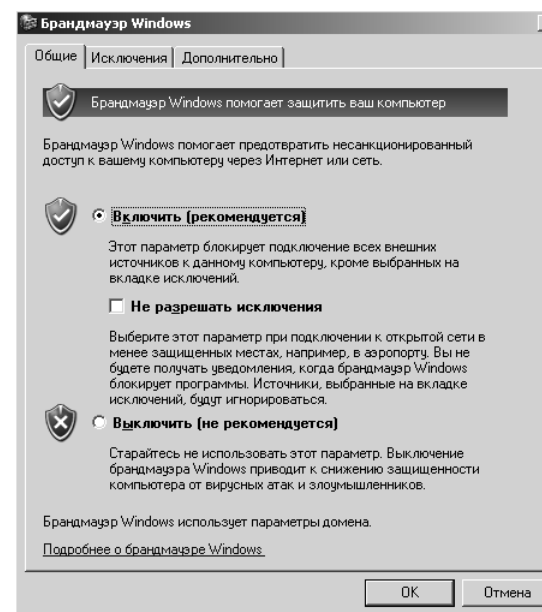 Брандмауэр Windows
Общие Исключения Дополнительно
Брандмауэр Windows помогает защитить ваш компьютер
Брандмауэр Windows помогает предотвратить несанкционированный
доступ к вашему компьютеру через Интернет или сеть.
Включить (рекомендуется)
Этот параметр блокирует подключение всех внешних
источников к данному компьютеру, кроме выбранных на
вкладке исключений.
Не разрешать исключения
Выберите этот параметр при подключении к открытой сети в
менее защищенных местах, например, в аэропорту. Вы не
будете получать уведомления, когда брандмауэр Windows
блокирует программы. Источники, выбранные на вкладке
исключений, будут игнорироваться.
Выключить (не рекомендуется)
Старайтесь не использовать этот параметр. Выключение
брандмауэра Windows приводит к снижению защищенности
компьютера от вирусных атак и злоумышленников.
Брандмауэр Windows использует параметры домена.
Подробнее о брандмауэре Windows
OK Отмена